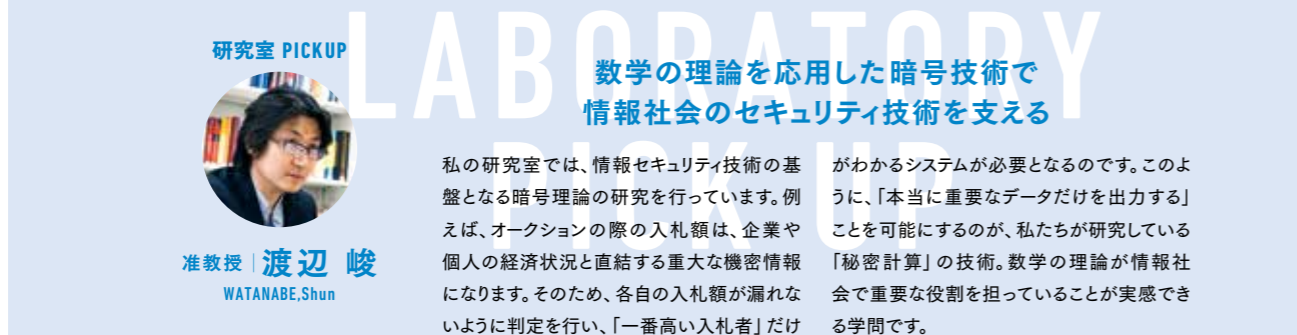 LABORATORY
PICK UP
研究室 PICKUP
准教授｜渡辺 峻
WATANABE,Shun
数学の理論を応用した暗号技術で
情報社会のセキュリティ技術を支える
私の研究室では、情報セキュリティ技術の基
盤となる暗号理論の研究を行っています。例
えば、オークションの際の入札額は、企業や
個人の経済状況と直結する重大な機密情報
になります。そのため、各自の入札額が漏れな
いように判定を行い、「一番高い入札者」だけ
がわかるシステムが必要となるのです。このよ
うに、「本当に重要なデータだけを出力する」
ことを可能にするのが、私たちが研究している
「秘密計算」の技術。数学の理論が情報社
会で重要な役割を担っていることが実感でき
る学問です。